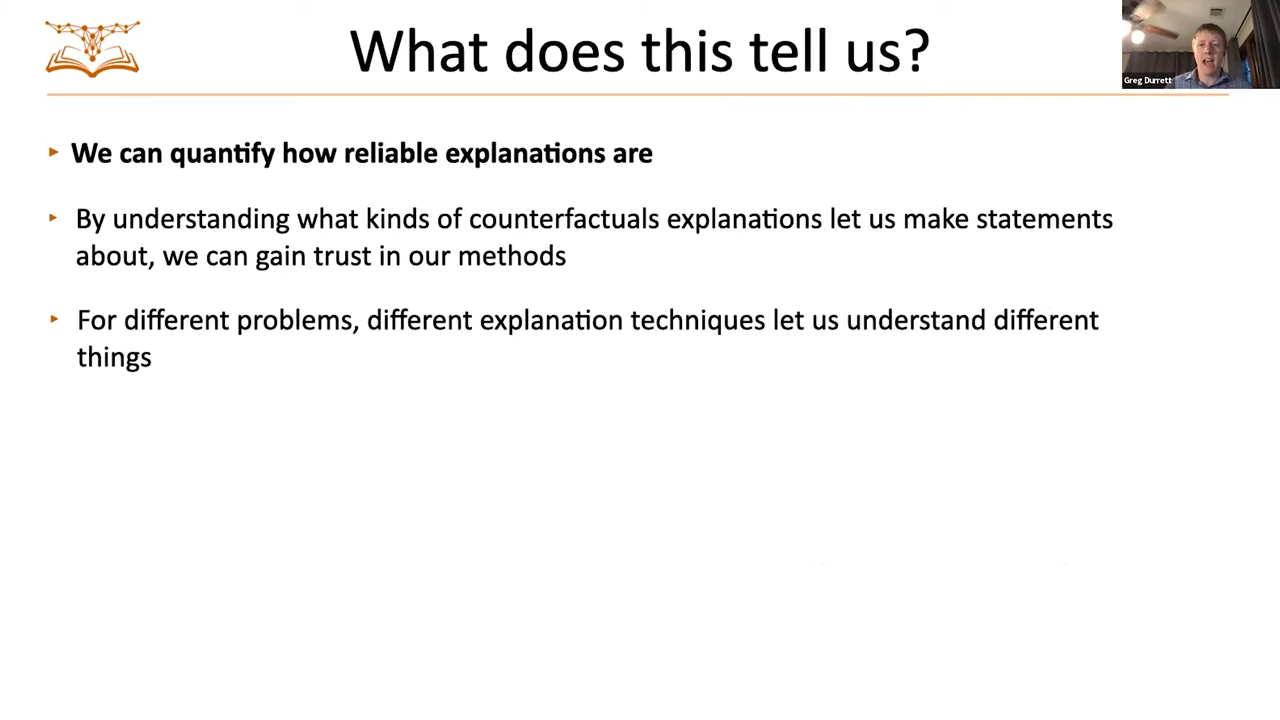 What does this tell us?
Greg Durrett
We can quantify how reliable explanations are
By understanding what kinds of counterfactuals explanations let us make statements
about, we can gain trust in our methods
For different problems, different explanation techniques let us understand different
things